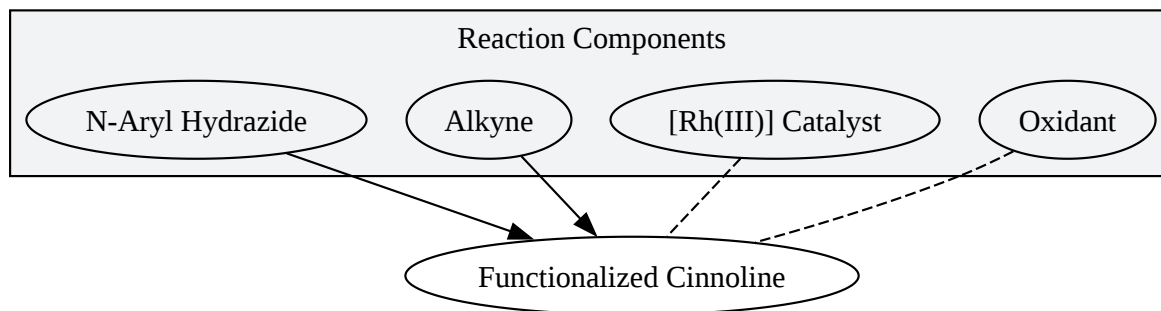 Reaction Components
N-Aryl Hydrazide
Alkyne
[Rh(III)] Catalyst
Oxidant
Functionalized Cinnoline